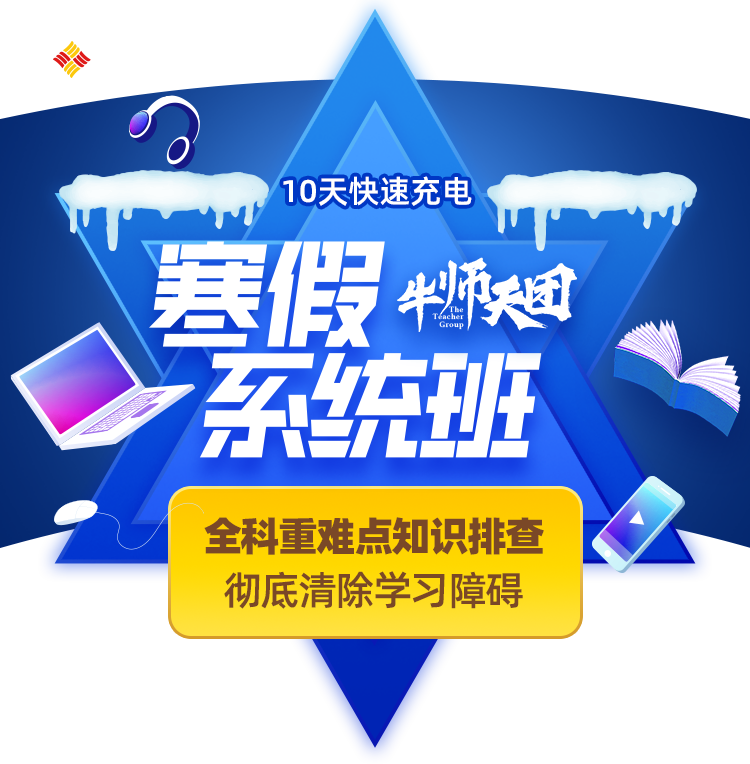 10天快速充电
寒假
牛师天团
The
Teacher
Group
系统班
全科重难点知识排查
彻底清除学习障碍